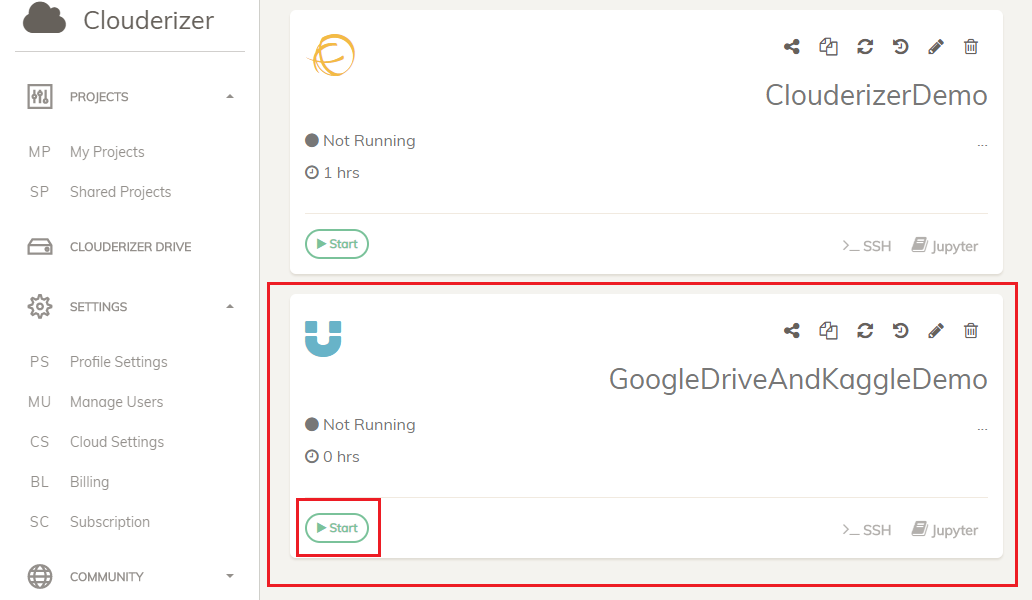 Clouderizer
PROJECTS
MP My Projects
SP Shared Projects
CLOUDERIZER DRIVE
SETTINGS
PS Profile Settings
MU Manage Users
CS Cloud Settings
BL Billing
SC Subscription
COMMUNITY
ClouderizerDemo
Not Running ...
1 hrs
Start >_ SSH Jupyter
GoogleDriveAndKaggleDemo
Not Running ...
0 hrs
Start >_ SSH Jupyter